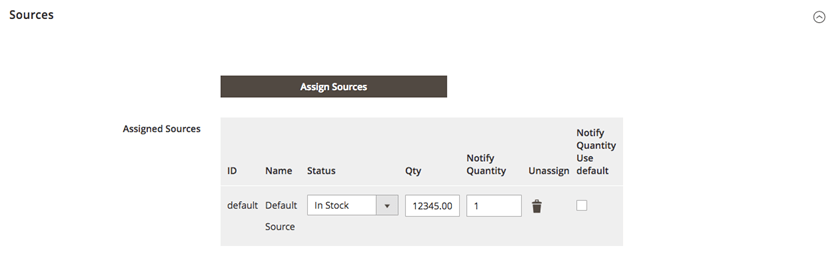 Sources
Assign Sources
Assigned Sources
ID Name Status Qty Notify Quantity Unassign Notify Quantity Use default
default Default Source In Stock 12345.00 1